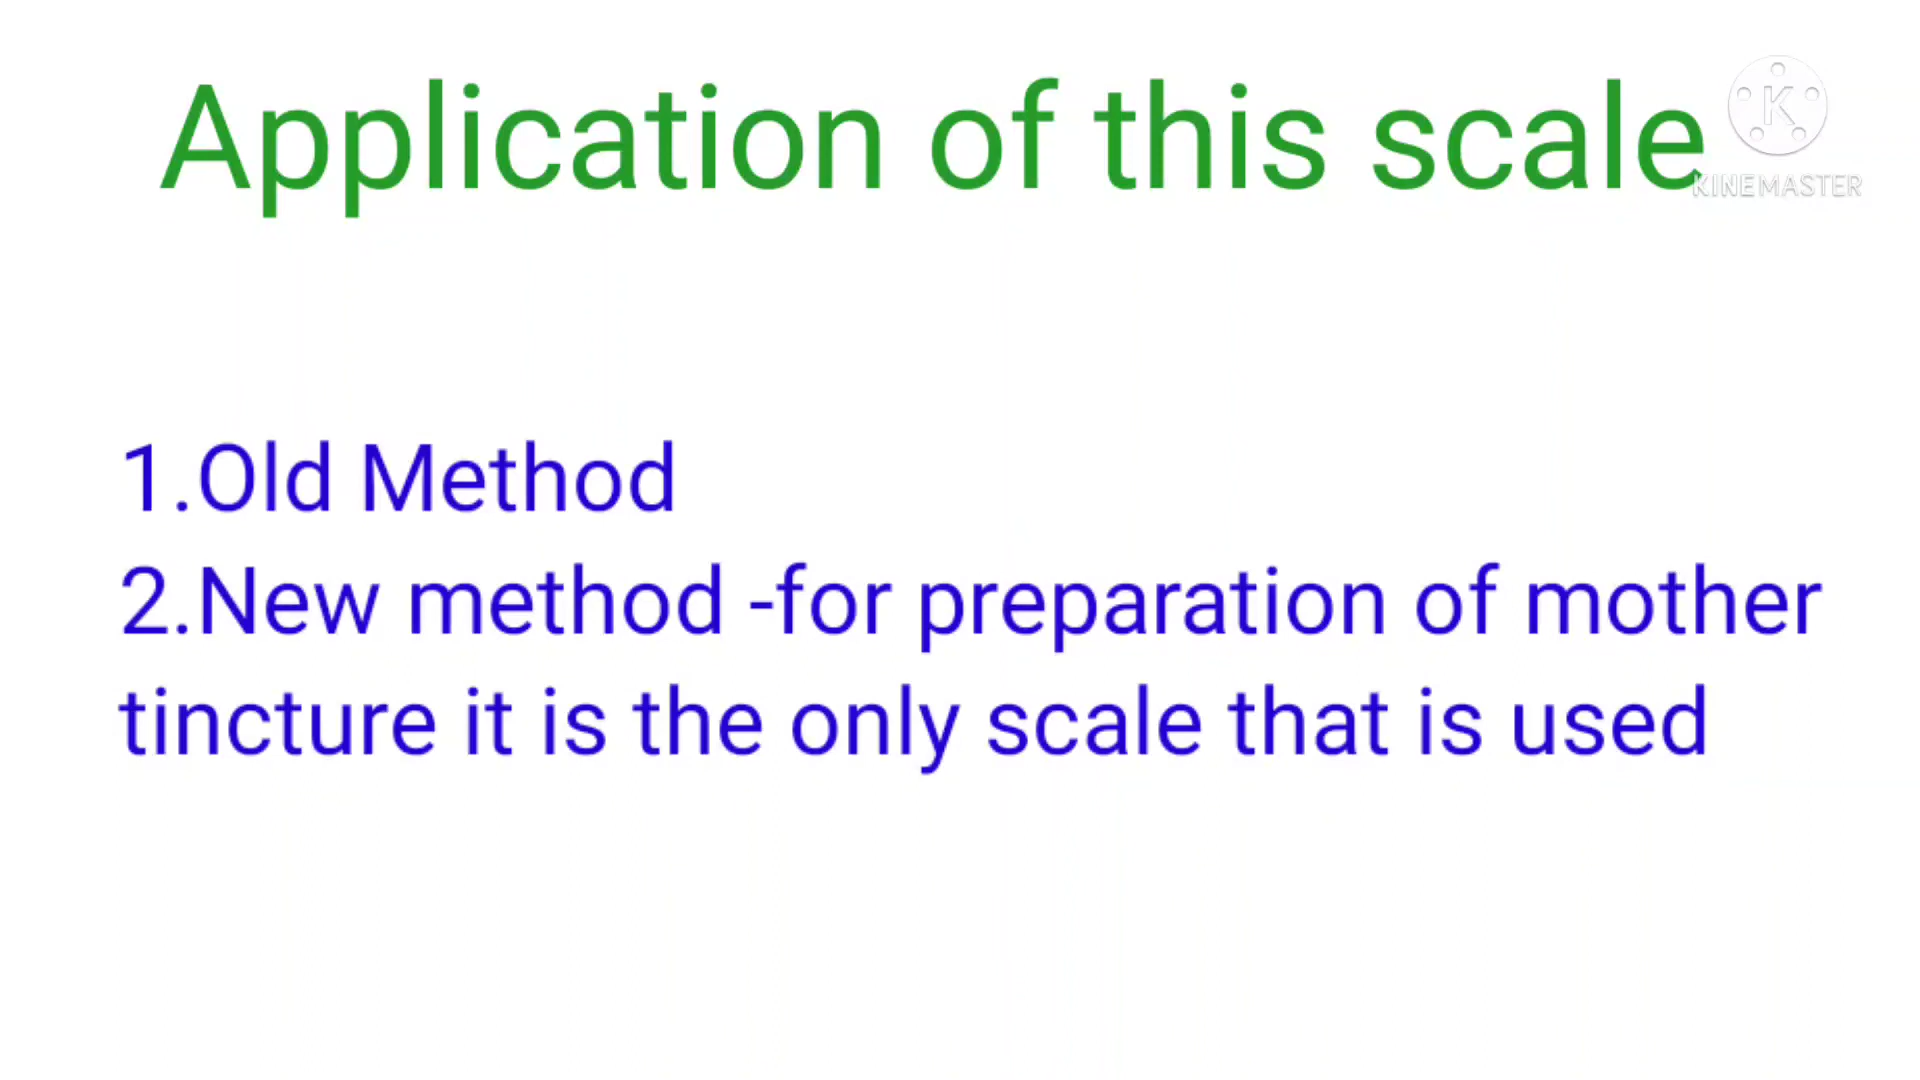 Application of this scale
K
KINEMASTER
1.Old Method
2.New method -for preparation of mother
tincture it is the only scale that is used